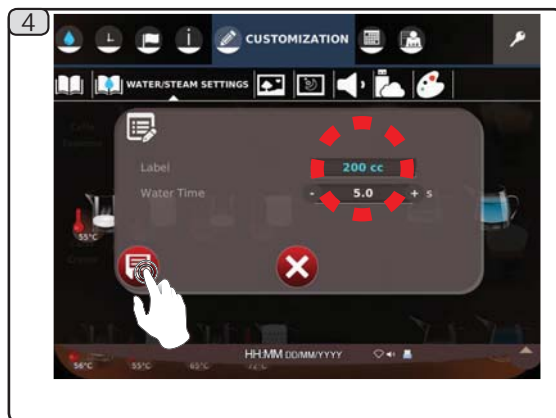 4
CUSTOMIZATION
WATER/STEAM SETTINGS
Label 200 cc
Water Time - 5.0 + s
55°C
HH:MM DD/MM/YYYY
56°C 55°C 65°C 72°C